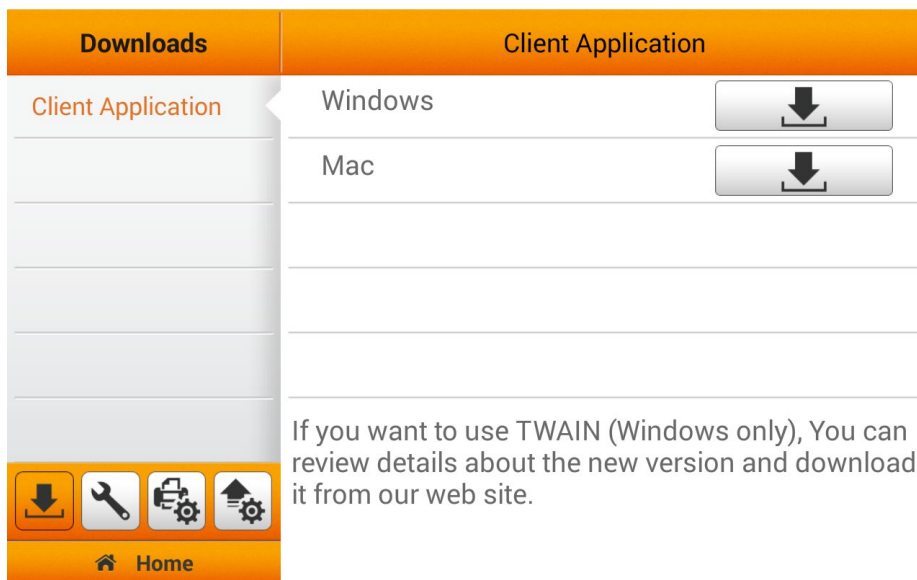 Downloads
Client Application
Client Application
Windows
Mac
If you want to use TWAIN (Windows only), You can
review details about the new version and download
it from our web site.
Home